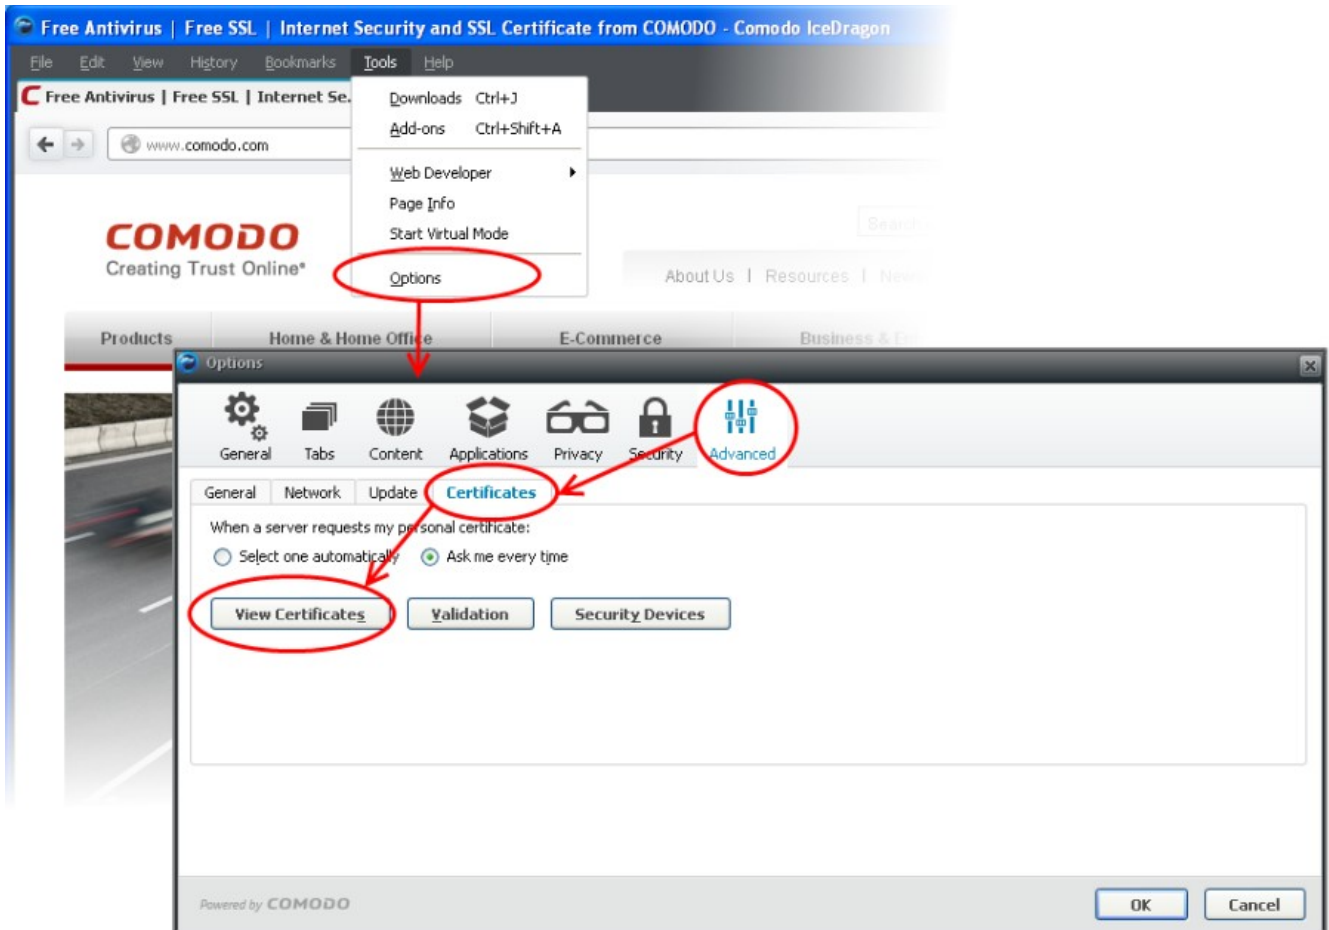 Free Antivirus | Free SSL | Internet Security and SSL Certificate from COMODO - Comodo IceDragon
File Edit View History Bookmarks Tools Help
Free Antivirus | Free SSL | Internet Se..
Downloads Ctrl+J
Add-ons Ctrl+Shift+A
www.comodo.com
Web Developer
Page Info
Start Virtual Mode
Options
COMODO
Creating Trust Online®
Search
About Us | Resources | News
Products Home & Home Office E-Commerce Business &
Options
General Tabs Content Applications Privacy Security Advanced
General Network Update Certificates
When a server requests my personal certificate:
Select one automatically Ask me every time
View Certificates Validation Security Devices
Powered by COMODO
OK Cancel